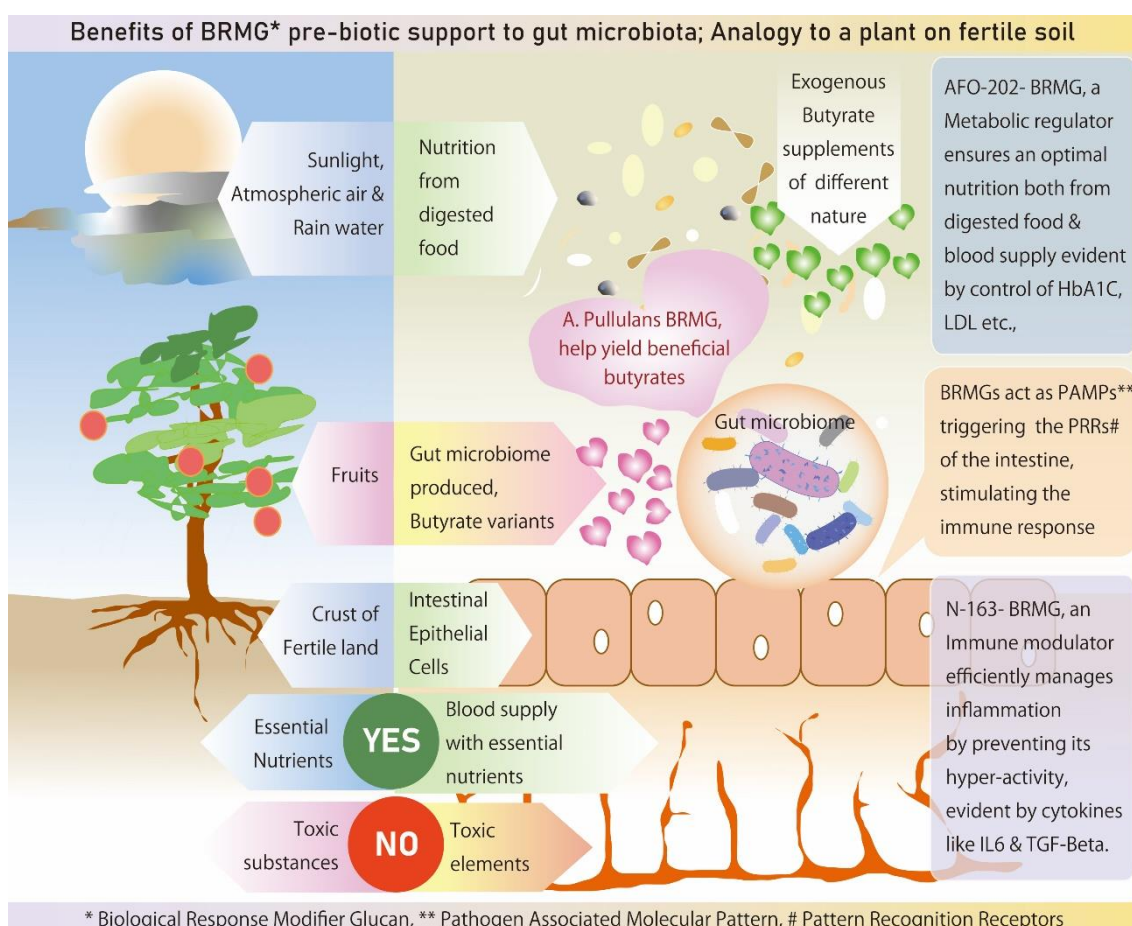 Benefits of BRMG* pre-biotic support to gut microbiota; Analogy to a plant on fertile soil
Sunlight,
Atmospheric air &
Rain water
Nutrition
from
digested
food
Exogenous
Butyrate
supplements
of different
nature
AFO-202- BRMG, a
Metabolic regulator
ensures an optimal
nutrition both from
digested food &
blood supply evident
by control of HbA1C,
LDL etc.,
A. Pullulans BRMG,
help yield beneficial
butyrates
Fruits
Gut microbiome
produced,
Butyrate variants
Gut microbiome
BRMGs act as PAMPs**
triggering the PRRs#
of the intestine,
stimulating the
immune response
Crust of
Fertile land
Intestinal
Epithelial
Cells
N-163- BRMG, an
Immune modulator
efficiently manages
inflammation
by preventing its
hyper-activity,
evident by cytokines
like IL6 & TGF-Beta.
Essential
Nutrients
YES
Blood supply
with essential
nutrients
Toxic
substances
NO
Toxic
elements
* Biological Response Modifier Glucan, ** Pathogen Associated Molecular Pattern, # Pattern Recognition Receptors